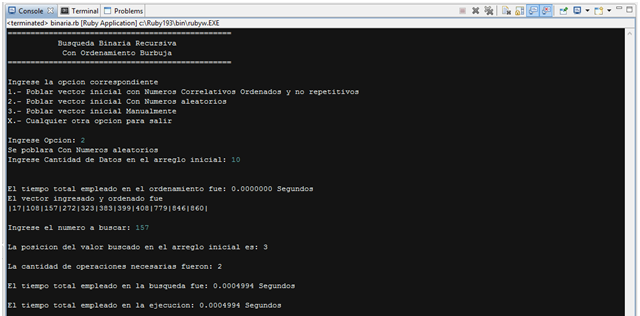 Console Terminal Problems
<terminated> binaria.rb [Ruby Application] c:\Ruby193\bin\rubyw.EXE
==================================================
Busqueda Binaria Recursiva
Con Ordenamiento Burbuja
==================================================
Ingrese la opcion correspondiente
1.- Poblar vector inicial con Numeros Correlativos Ordenados y no repetitivos
2.- Poblar vector inicial Con Numeros aleatorios
3.- Poblar vector inicial Manualmente
X.- Cualquier otra opcion para salir
Ingrese Opcion: 2
Se poblara Con Numeros aleatorios
Ingrese Cantidad de Datos en el arreglo inicial: 10
El tiempo total empleado en el ordenamiento fue: 0.0000000 Segundos
El vector ingresado y ordenado fue
|17|108|157|272|323|383|399|408|779|846|860|
Ingrese el numero a buscar: 157
La posicion del valor buscado en el arreglo inicial es: 3
La cantidad de operaciones necesarias fueron: 2
El tiempo total empleado en la busqueda fue: 0.0004994 Segundos
El tiempo total empleado en la ejecucion: 0.0004994 Segundos